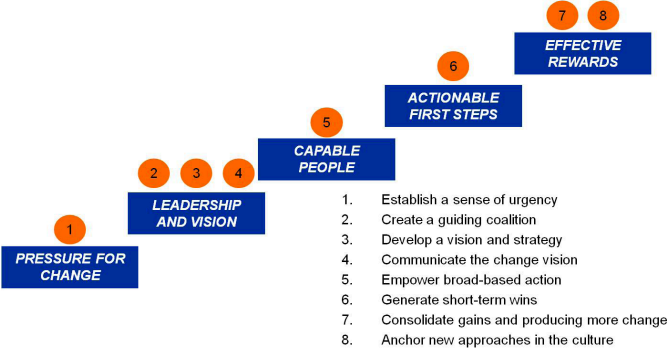 7 8
EFFECTIVE
REWARDS
6
ACTIONABLE
FIRST STEPS
5
CAPABLE
PEOPLE
2 3 4
LEADERSHIP
AND VISION
1
PRESSURE FOR
CHANGE
1. Establish a sense of urgency
2. Create a guiding coalition
3. Develop a vision and strategy
4. Communicate the change vision
5. Empower broad-based action
6. Generate short-term wins
7. Consolidate gains and producing more change
8. Anchor new approaches in the culture